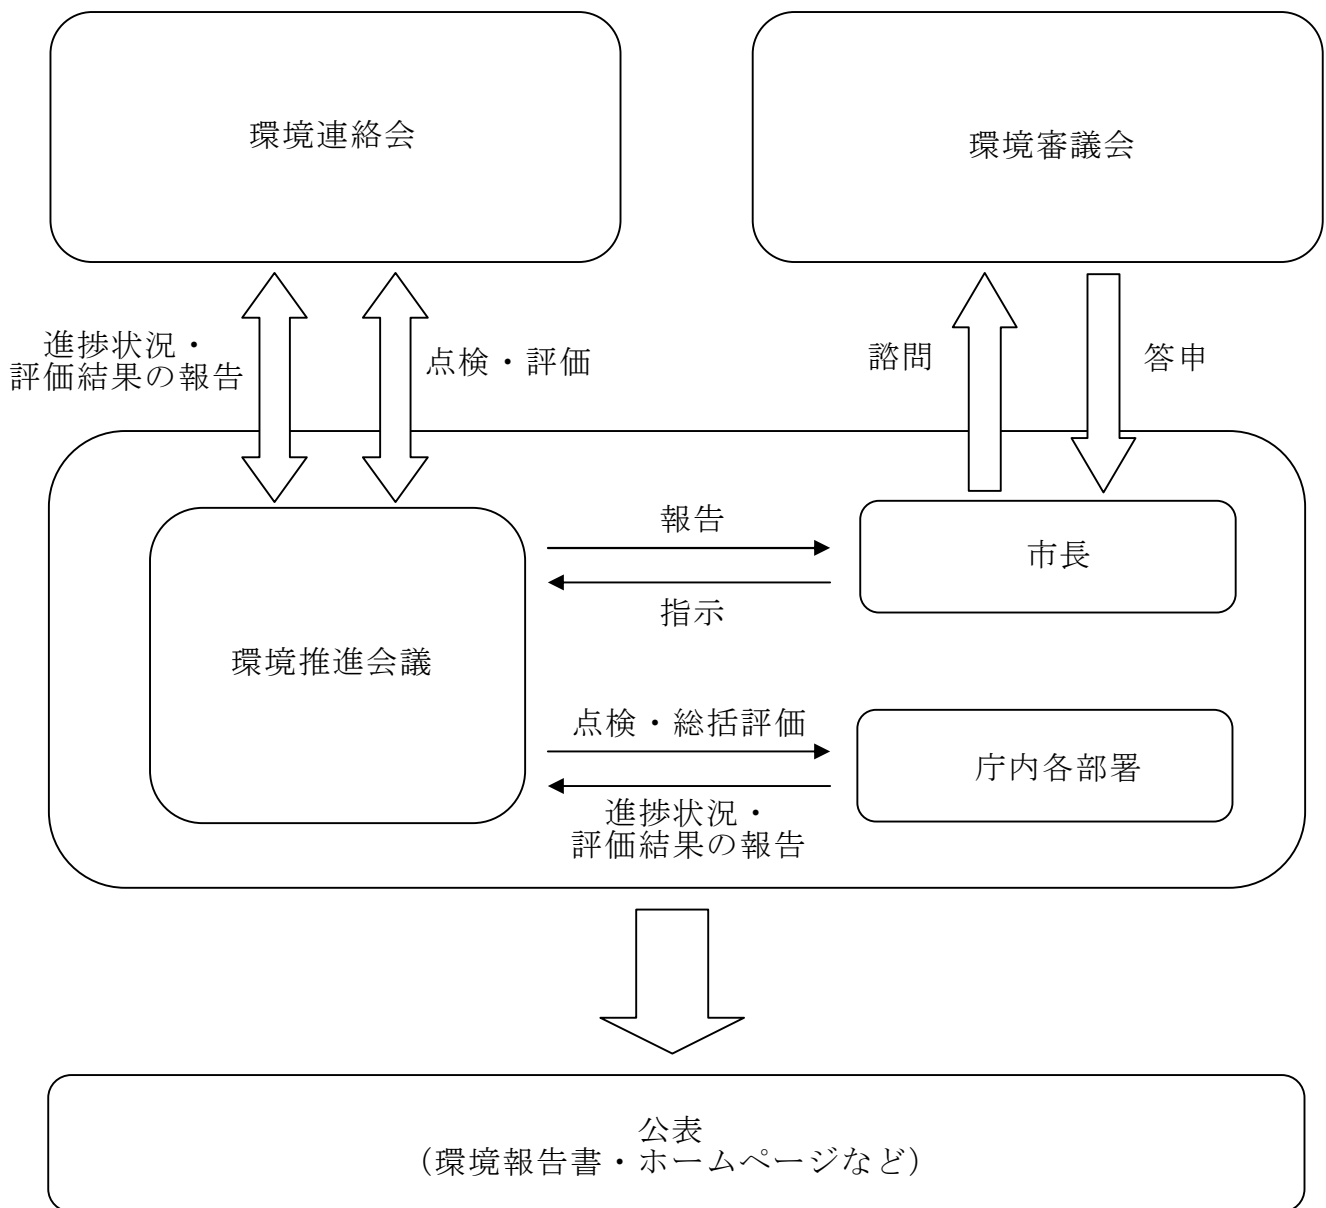 環境連絡会
環境審議会
進捗状況・
評価結果の報告
点検・評価
諮問
答申
報告
市長
指示
環境推進会議
点検・総括評価
庁内各部署
進捗状況・
評価結果の報告
公表
（環境報告書・ホームページなど）